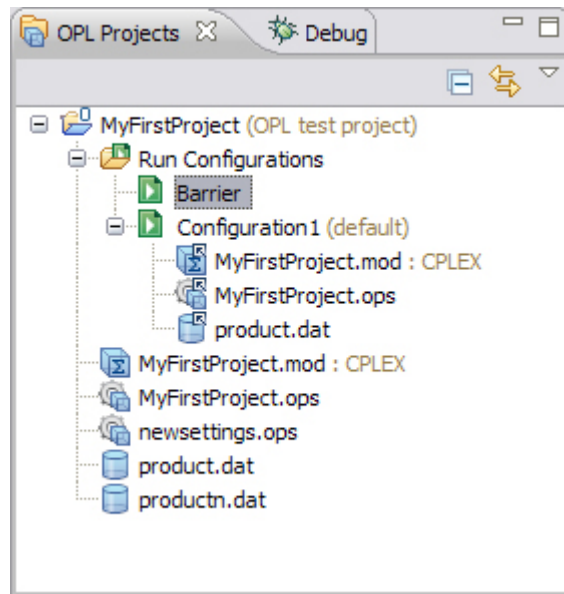 OPL Projects Debug
MyFirstProject (OPL test project)
Run Configurations
Barrier
Configuration1 (default)
MyFirstProject.mod : CPLEX
MyFirstProject.ops
product.dat
MyFirstProject.mod : CPLEX
MyFirstProject.ops
newsettings.ops
product.dat
productn.dat